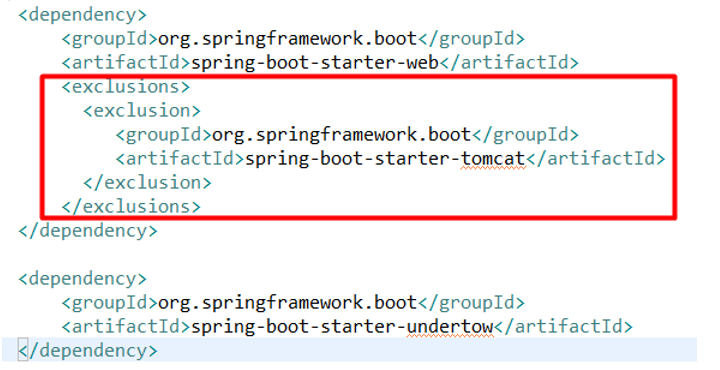 <dependency>
    <groupId>org.springframework.boot</groupId>
    <artifactId>spring-boot-starter-web</artifactId>
    <exclusions>
      <exclusion>
         <groupId>org.springframework.boot</groupId>
         <artifactId>spring-boot-starter-tomcat</artifactId>
      </exclusion>
    </exclusions>
</dependency>

<dependency>
    <groupId>org.springframework.boot</groupId>
    <artifactId>spring-boot-starter-undertow</artifactId>
</dependency>